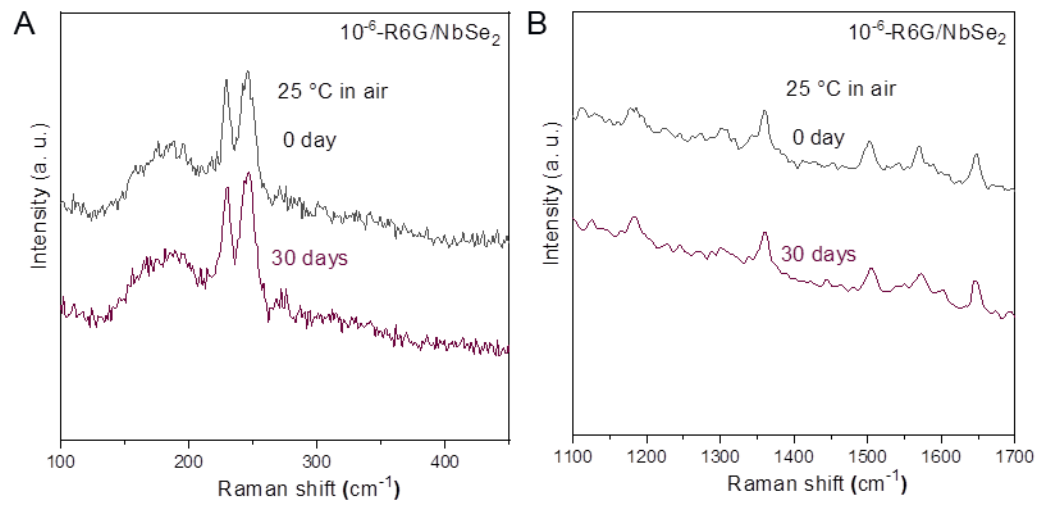 A
10⁻⁶-R6G/NbSe₂
25 °C in air
0 day
30 days
Intensity (a. u.)
100 200 300 400
Raman shift (cm⁻¹)
B
10⁻⁶-R6G/NbSe₂
25 °C in air
0 day
30 days
Intensity (a. u.)
1100 1200 1300 1400 1500 1600 1700
Raman shift (cm⁻¹)